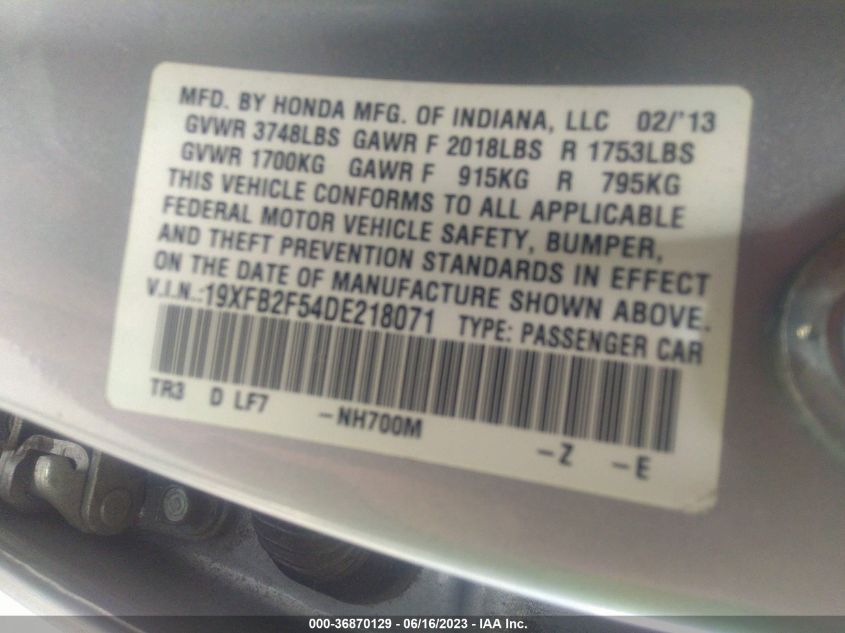 MFD. BY HONDA MFG. OF INDIANA, LLC 02/'13
GVWR 3748LBS GAWR F 2018LBS R 1753LBS
GVWR 1700KG GAWR F 915KG R 795KG
THIS VEHICLE CONFORMS TO ALL APPLICABLE
FEDERAL MOTOR VEHICLE SAFETY, BUMPER,
AND THEFT PREVENTION STANDARDS IN EFFECT
ON THE DATE OF MANUFACTURE SHOWN ABOVE.
V.I.N.:19XFB2F54DE218071 TYPE: PASSENGER CAR
TR3 D LF7 -NH700M -Z -E
000-36870129 - 06/16/2023 - IAA Inc.